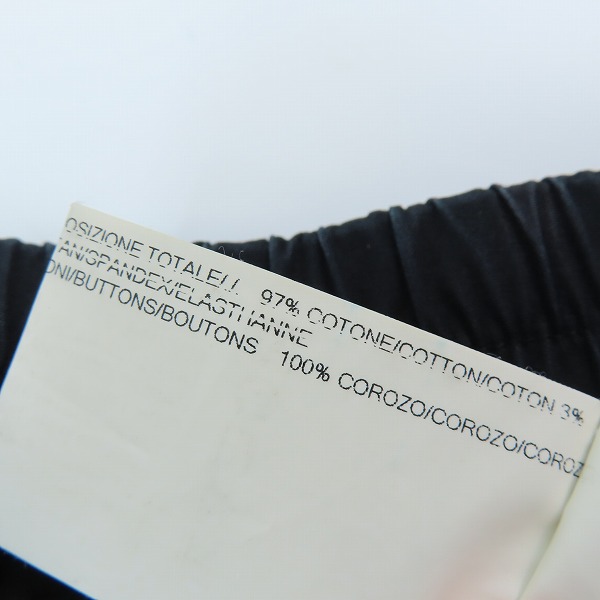 OSIZIONE TOTALE// 97% COTONE/COTTON/COTON 3%
TAN/SPANDEX/ELASTHANNE
ONI/BUTTONS/BOUTONS 100% COROZO/COROZO/COROZ